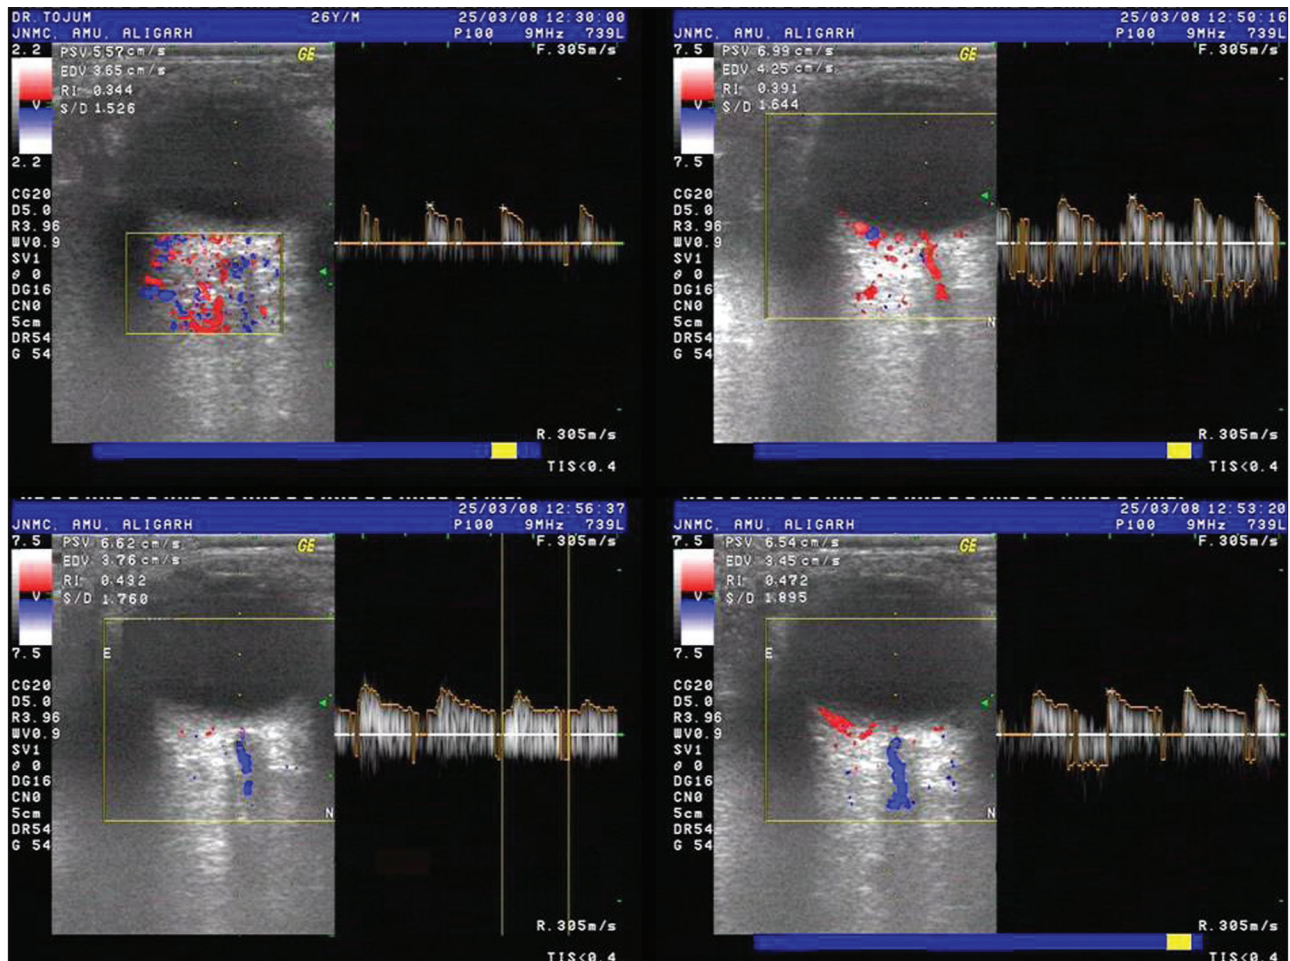 DR. TOJUM 26Y/M 25/03/08 12:30:00
JNMC, AMU, ALIGARH P100 9MHz 739L
2.2 PSV 5.57 cm/s GE F.305m/s
EDV 3.65 cm/s
RI 0.344
S/D 1.526
V
2.2
CG20
D5.0
R3.96
WV0.9
SV1
θ 0
DG16
CN0
5cm
DR54
G 54
R.305m/s
TIS<0.4
25/03/08 12:50:16
JNMC, AMU, ALIGARH P100 9MHz 739L
7.5 PSV 6.99 cm/s GE F.305m/s
EDV 4.25 cm/s
RI 0.391
S/D 1.644
V
7.5
CG20
D5.0
R3.96
WV0.9
SV1
θ 0
DG16
CN0
5cm N
DR54
G 54
R.305m/s
TIS<0.4
25/03/08 12:56:37
JNMC, AMU, ALIGARH P100 9MHz 739L
7.5 PSV 6.62 cm/s GE F.305m/s
EDV 3.76 cm/s
RI 0.432
S/D 1.760
V
7.5 E
CG20
D5.0
R3.96
WV0.9
SV1
θ 0
DG16
CN0
5cm N
DR54
G 54
R.305m/s
TIS<0.4
25/03/08 12:53:20
JNMC, AMU, ALIGARH P100 9MHz 739L
7.5 PSV 6.54 cm/s GE F.305m/s
EDV 3.45 cm/s
RI 0.472
S/D 1.895
V
7.5 E
CG20
D5.0
R3.96
WV0.9
SV1
θ 0
DG16
CN0
5cm N
DR54
G 54
R.305m/s
TIS<0.4